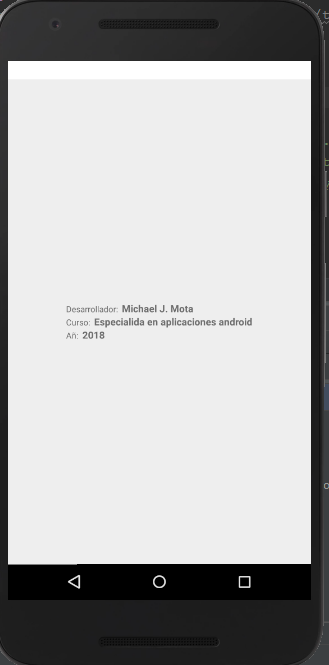 Desarrollador: Michael J. Mota
Curso: Especialida en aplicaciones android
Añ: 2018